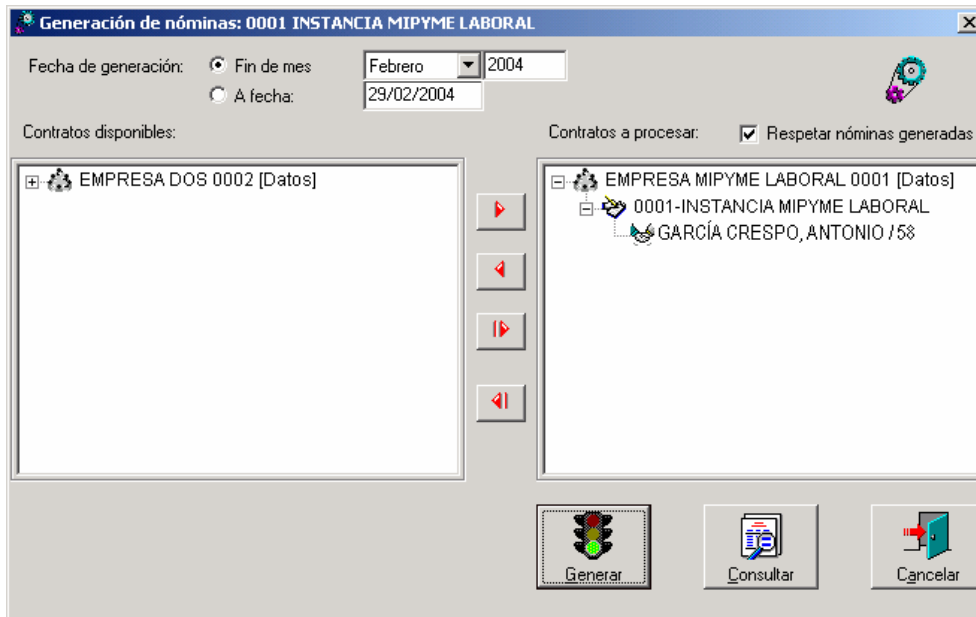 Generación de nóminas: 0001 INSTANCIA MIPYME LABORAL
Fecha de generación: Fin de mes Febrero 2004
A fecha: 29/02/2004
Contratos disponibles: Contratos a procesar: Respetar nóminas generadas
EMPRESA DOS 0002 [Datos]
EMPRESA MIPYME LABORAL 0001 [Datos]
0001-INSTANCIA MIPYME LABORAL
GARCÍA CRESPO, ANTONIO / 58
Generar Consultar Cancelar